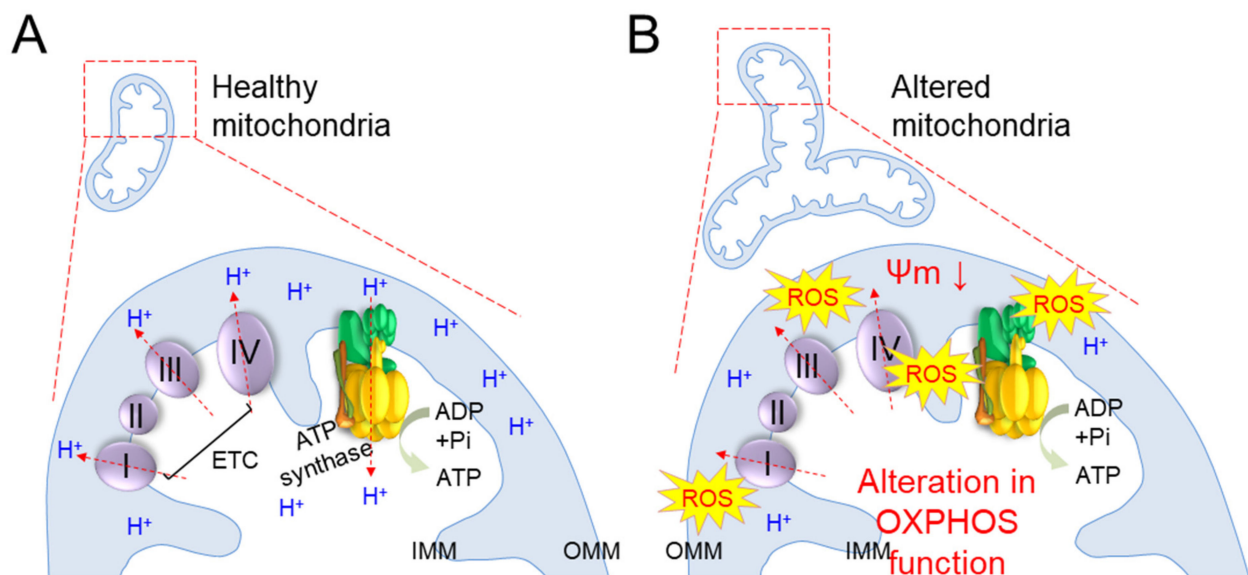 A
Healthy
mitochondria
H⁺
H⁺
H⁺
H⁺
H⁺
H⁺
H⁺
H⁺
H⁺
H⁺
H⁺
I
II
III
IV
ETC
ATP
synthase
ADP
+Pi
ATP
IMM
OMM
B
Altered
mitochondria
Ψm ↓
ROS
ROS
ROS
ROS
H⁺
H⁺
H⁺
I
II
III
IV
ADP
+Pi
ATP
Alteration in
OXPHOS
function
OMM
IMM